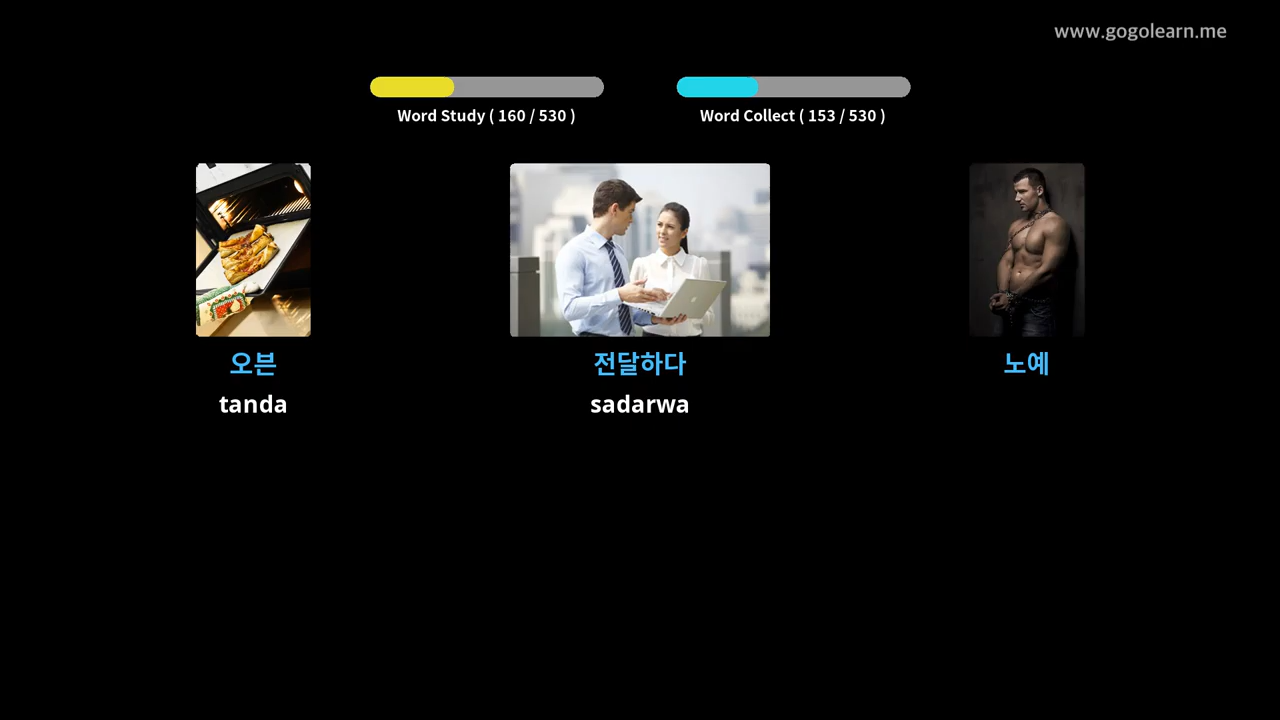 www.gogolearn.me
Word Study ( 160 / 530 )
Word Collect ( 153 / 530 )
오븐
전달하다
노예
tanda
sadarwa